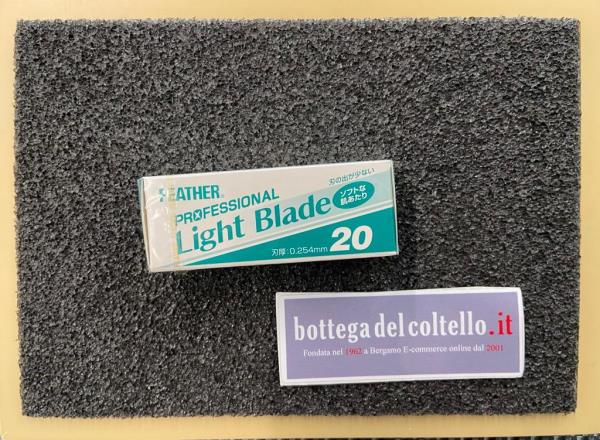 FEATHER®
PROFESSIONAL
Light Blade
刃の出が少ない
ソフトな
肌あたり
刃厚:0.254mm
20
bottega del coltello.it
Fondata nel 1962 a Bergamo E-commerce online dal 2001